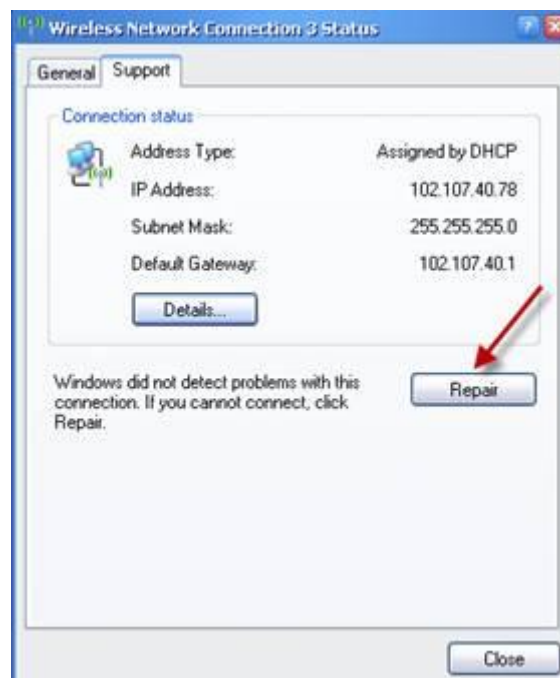 Wireless Network Connection 3 Status
General Support
Connection status
Address Type: Assigned by DHCP
IP Address: 102.107.40.78
Subnet Mask: 255.255.255.0
Default Gateway: 102.107.40.1
Details...
Windows did not detect problems with this
connection. If you cannot connect, click
Repair.
Repair
Close